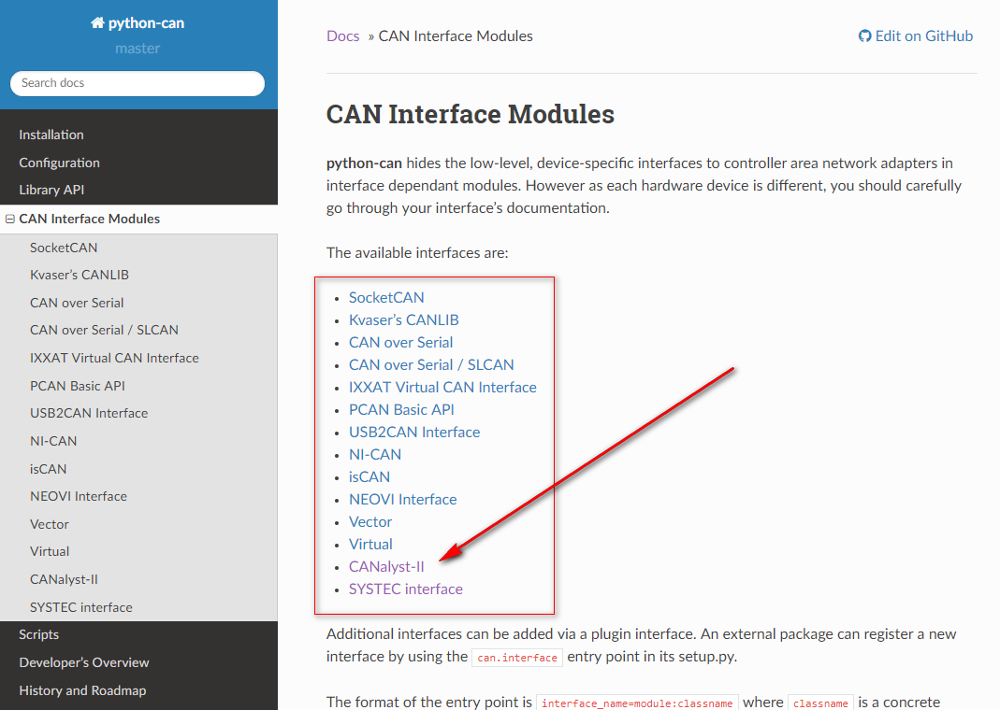 python-can
master
Search docs
Installation
Configuration
Library API
CAN Interface Modules
SocketCAN
Kvaser's CANLIB
CAN over Serial
CAN over Serial / SLCAN
IXXAT Virtual CAN Interface
PCAN Basic API
USB2CAN Interface
NI-CAN
isCAN
NEOVI Interface
Vector
Virtual
CANalyst-II
SYSTEC interface
Scripts
Developer's Overview
History and Roadmap
Docs » CAN Interface Modules
Edit on GitHub
CAN Interface Modules
python-can hides the low-level, device-specific interfaces to controller area network adapters in
interface dependant modules. However as each hardware device is different, you should carefully
go through your interface's documentation.
The available interfaces are:
• SocketCAN
• Kvaser's CANLIB
• CAN over Serial
• CAN over Serial / SLCAN
• IXXAT Virtual CAN Interface
• PCAN Basic API
• USB2CAN Interface
• NI-CAN
• isCAN
• NEOVI Interface
• Vector
• Virtual
• CANalyst-II
• SYSTEC interface
Additional interfaces can be added via a plugin interface. An external package can register a new
interface by using the can.interface entry point in its setup.py.
The format of the entry point is interface_name=module:classname where classname is a concrete